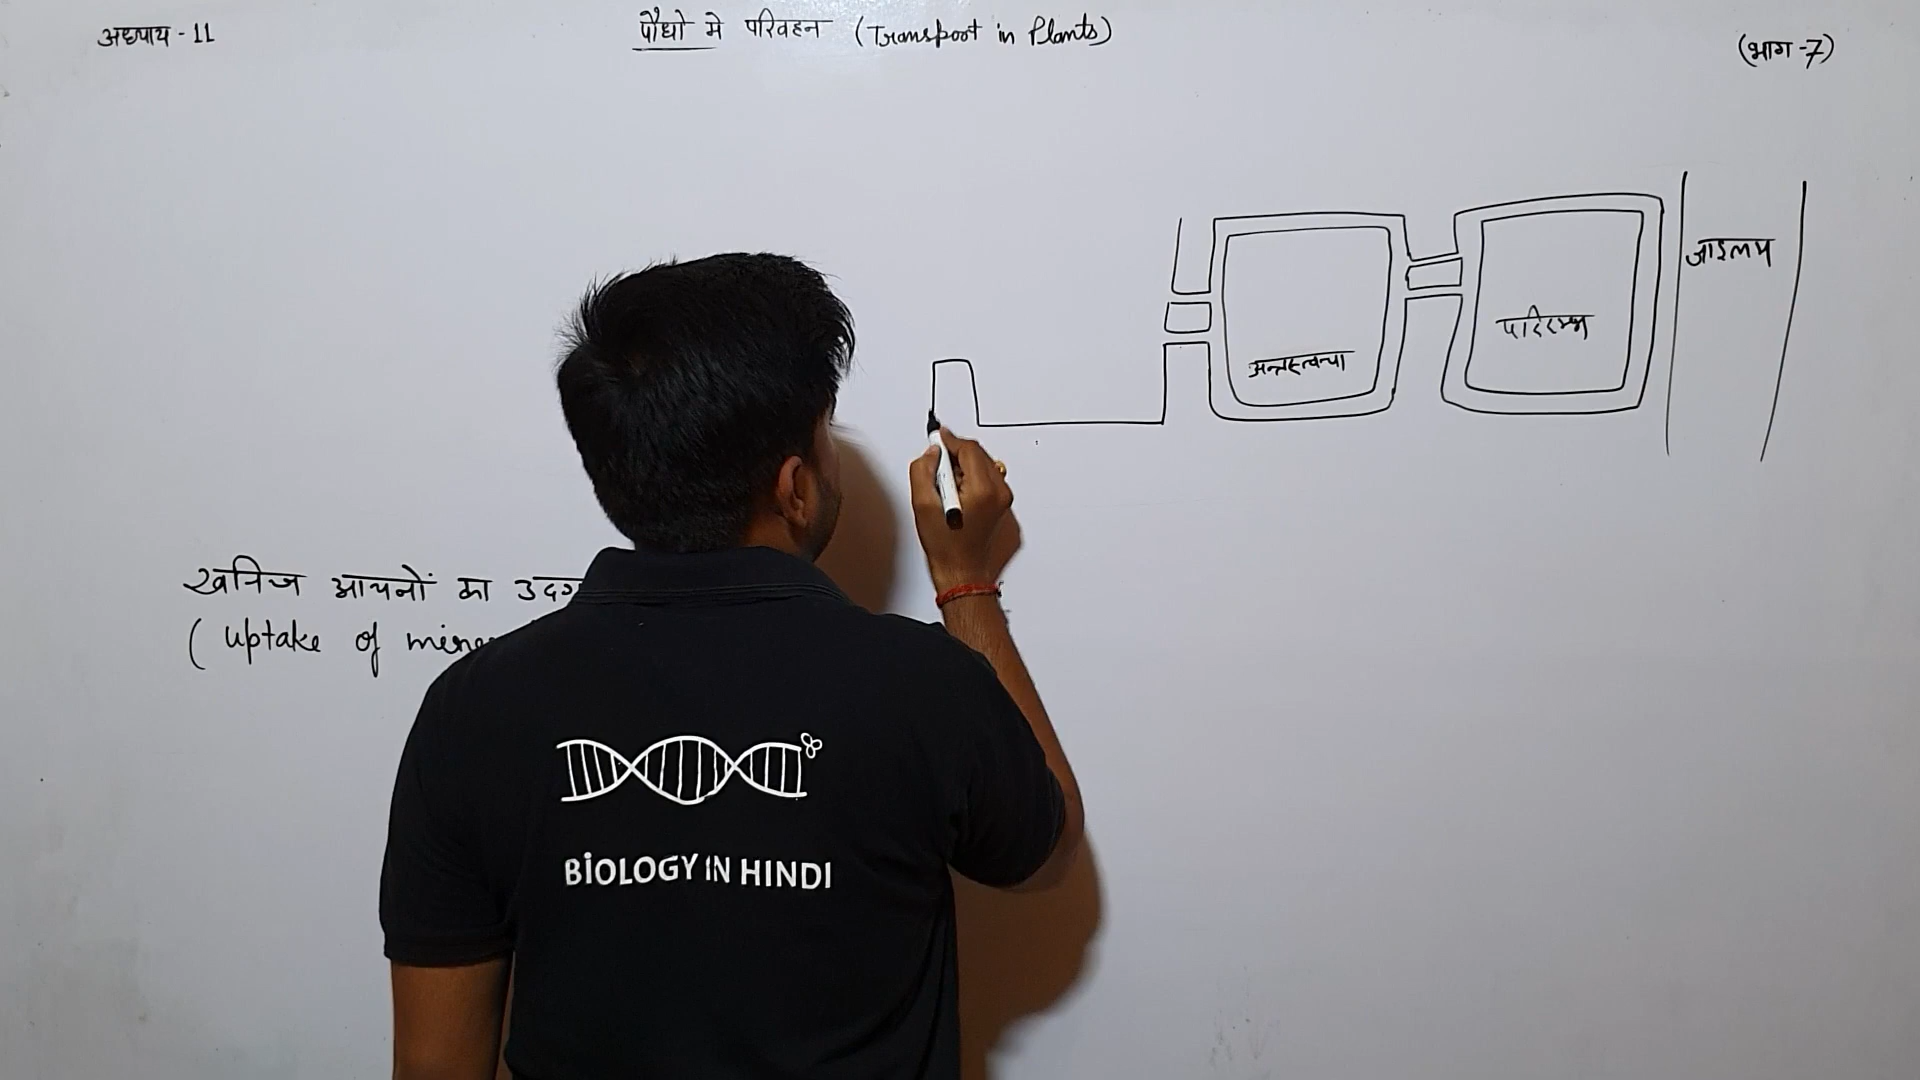 अध्याय - 11
पौधो मे परिवहन (Transport in Plants)
(भाग -7)
जाइलम
परिरम्भ
अन्तस्त्वचा
खनिज आयनों का
(uptake of
BiOLOGY IN HINDI